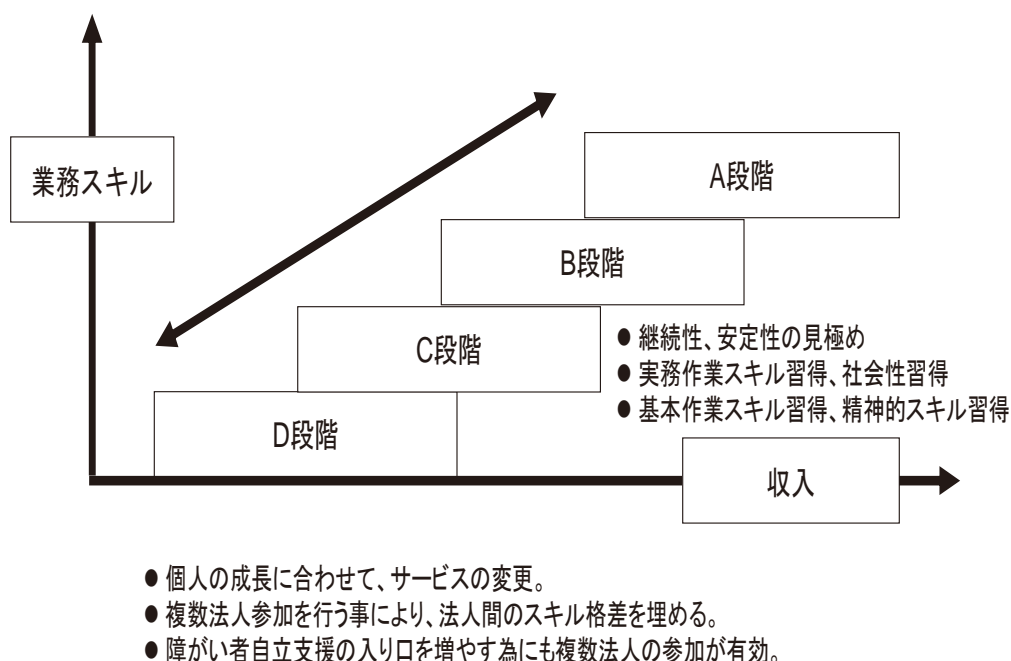 業務スキル
A段階
B段階
C段階
D段階
● 継続性、安定性の見極め
● 実務作業スキル習得、社会性習得
● 基本作業スキル習得、精神的スキル習得
収入
● 個人の成長に合わせて、サービスの変更。
● 複数法人参加を行う事により、法人間のスキル格差を埋める。
● 障がい者自立支援の入り口を増やす為にも複数法人の参加が有効。